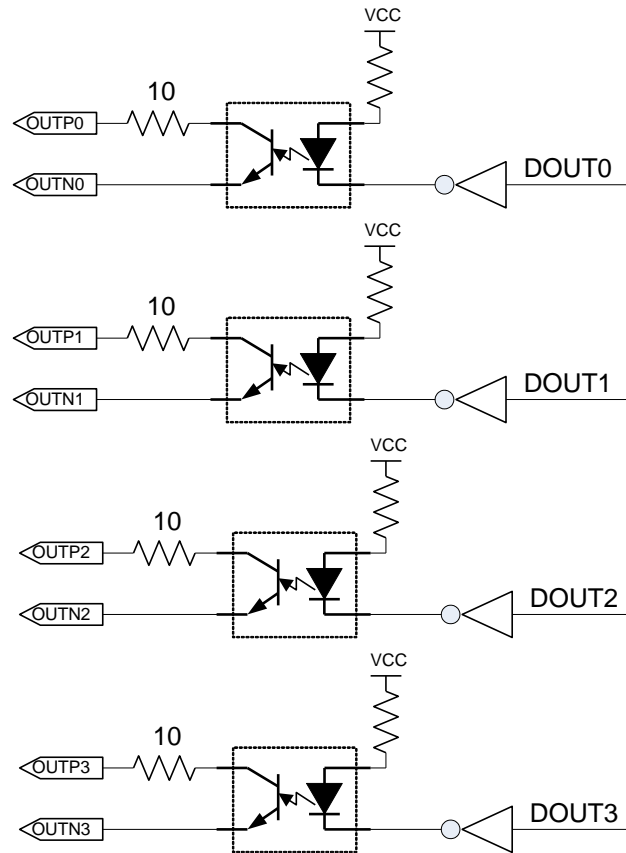 VCC
10
OUTP0
OUTN0
DOUT0
VCC
10
OUTP1
OUTN1
DOUT1
VCC
10
OUTP2
OUTN2
DOUT2
VCC
10
OUTP3
OUTN3
DOUT3